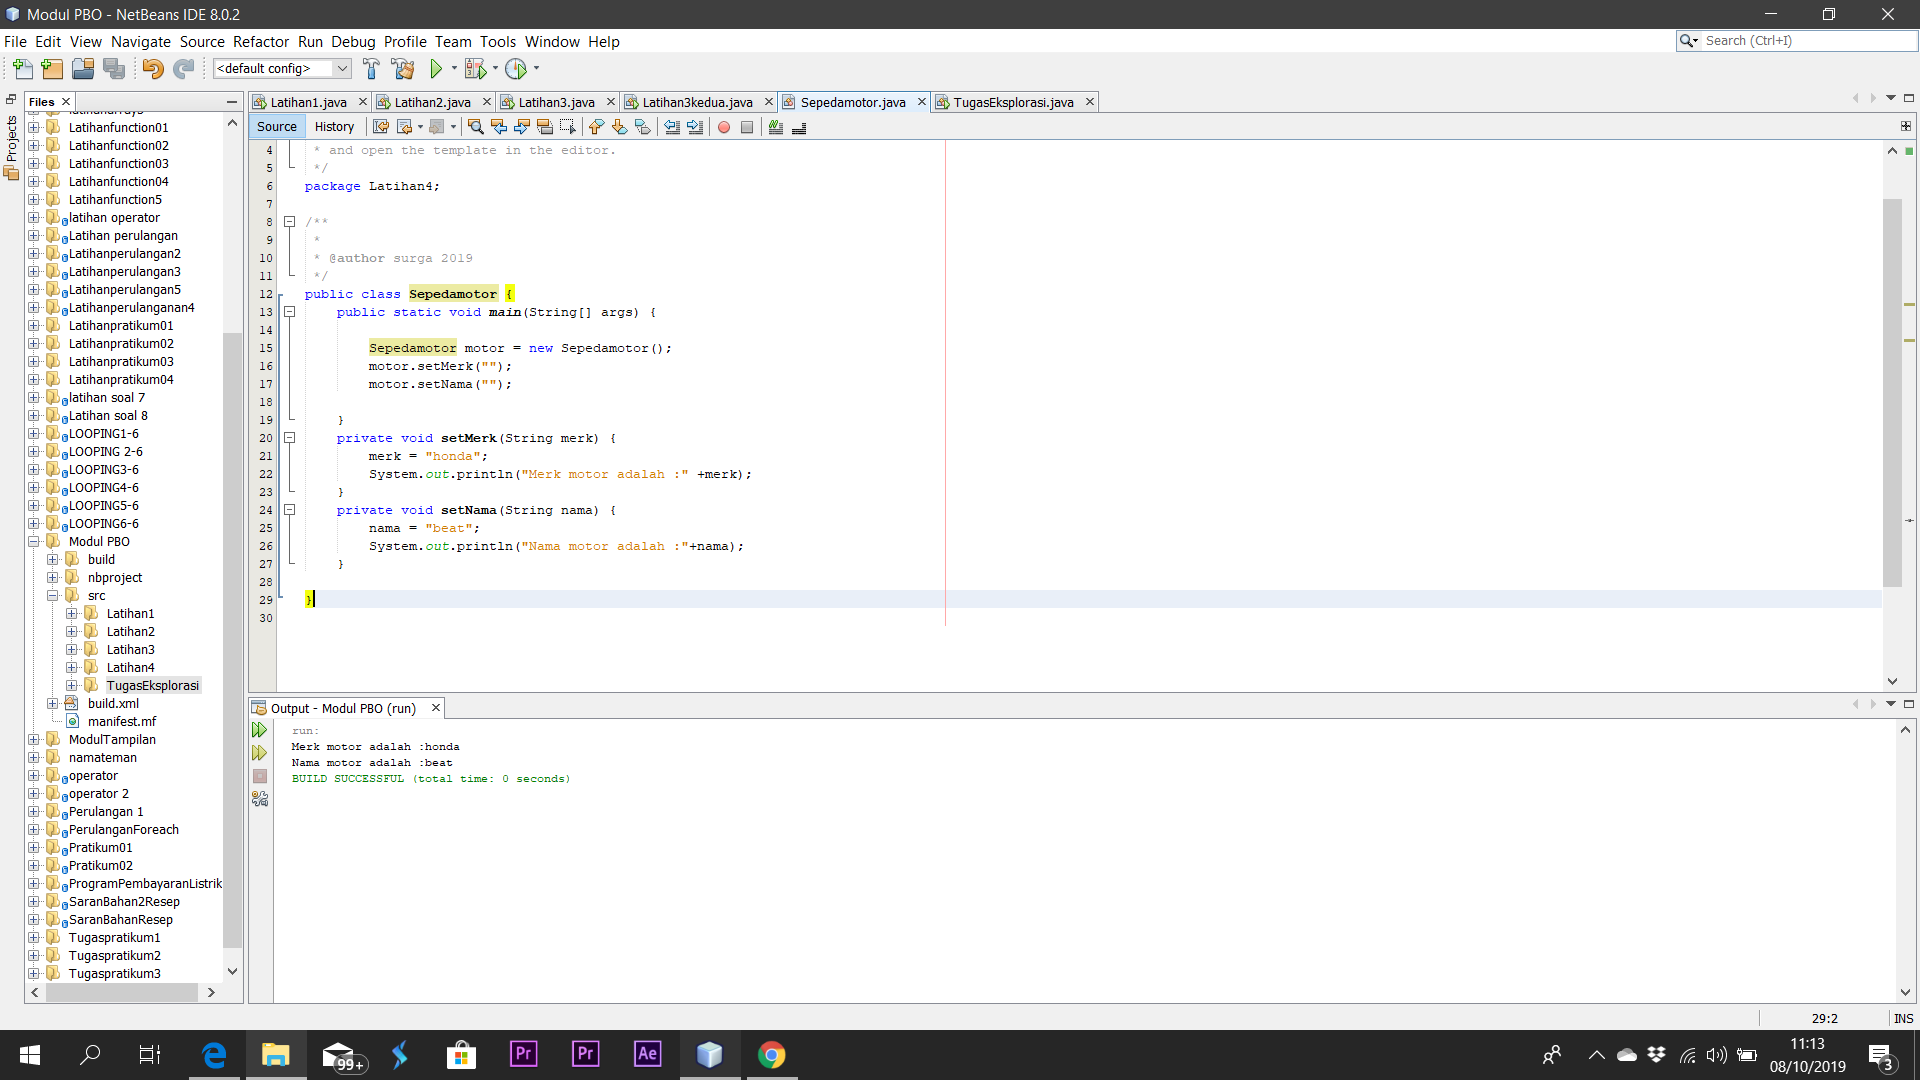 Modul PBO - NetBeans IDE 8.0.2
File Edit View Navigate Source Refactor Run Debug Profile Team Tools Window Help
Search (Ctrl+I)
<default config>
Projects
Files
Latihanfunction01
Latihanfunction02
Latihanfunction03
Latihanfunction04
Latihanfunction5
latihan operator
Latihan perulangan
Latihanperulangan2
Latihanperulangan3
Latihanperulangan5
Latihanperulanganan4
Latihanpratikum01
Latihanpratikum02
Latihanpratikum03
Latihanpratikum04
latihan soal 7
Latihan soal 8
LOOPING1-6
LOOPING 2-6
LOOPING3-6
LOOPING4-6
LOOPING5-6
LOOPING6-6
Modul PBO
build
nbproject
src
Latihan1
Latihan2
Latihan3
Latihan4
TugasEksplorasi
build.xml
manifest.mf
ModulTampilan
namateman
operator
operator 2
Perulangan 1
PerulanganForeach
Pratikum01
Pratikum02
ProgramPembayaranListrik
SaranBahan2Resep
SaranBahanResep
Tugaspratikum1
Tugaspratikum2
Tugaspratikum3
Latihan1.java Latihan2.java Latihan3.java Latihan3kedua.java Sepedamotor.java TugasEksplorasi.java
Source History
4 * and open the template in the editor.
5 */
6 package Latihan4;
7
8 /**
9 *
10 * @author surga 2019
11 */
12 public class Sepedamotor {
13 public static void main(String[] args) {
14
15 Sepedamotor motor = new Sepedamotor();
16 motor.setMerk("");
17 motor.setNama("");
18
19 }
20 private void setMerk(String merk) {
21 merk = "honda";
22 System.out.println("Merk motor adalah :" +merk);
23 }
24 private void setNama(String nama) {
25 nama = "beat";
26 System.out.println("Nama motor adalah :"+nama);
27 }
28
29 }
30
Output - Modul PBO (run)
run:
Merk motor adalah :honda
Nama motor adalah :beat
BUILD SUCCESSFUL (total time: 0 seconds)
29:2 INS
99+
Pr
Pr
Ae
11:13
08/10/2019
3